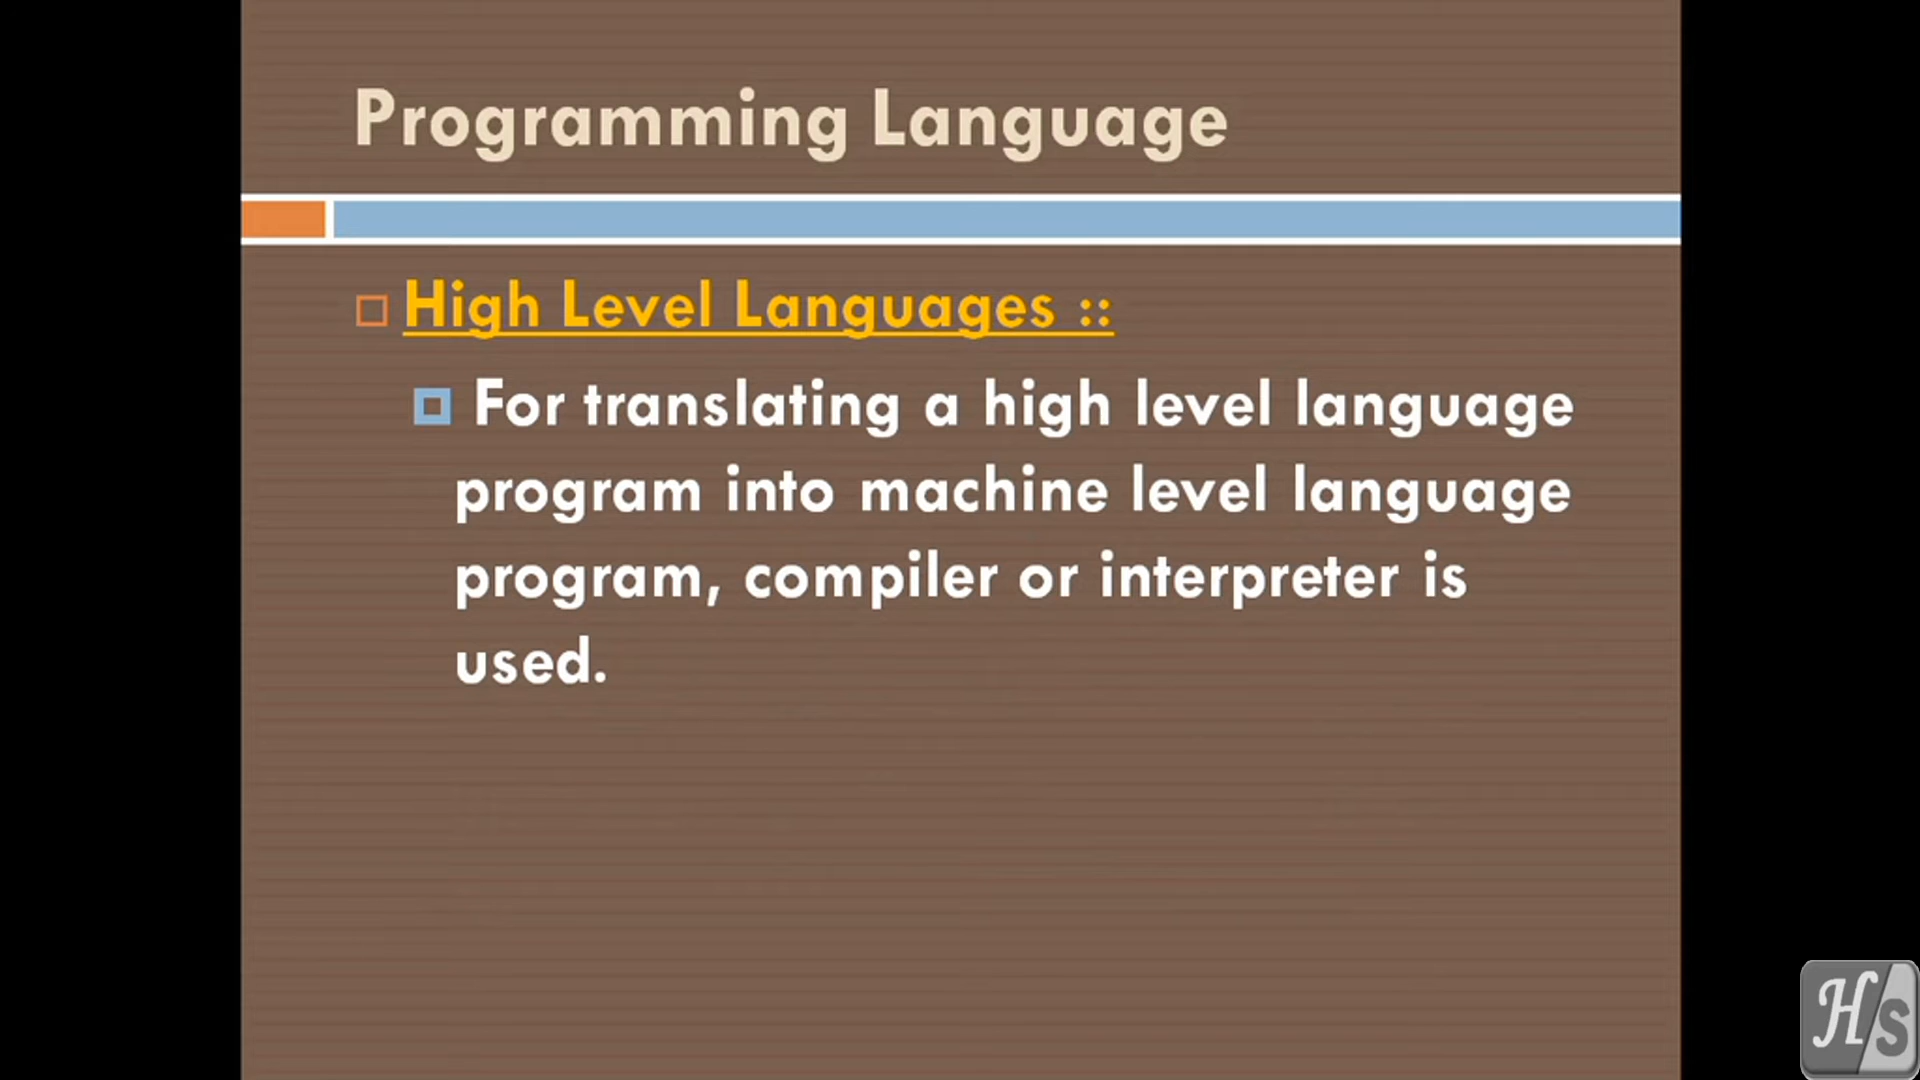 Programming Language
High Level Languages ::
For translating a high level language
program into machine level language
program, compiler or interpreter is
used.
H/s